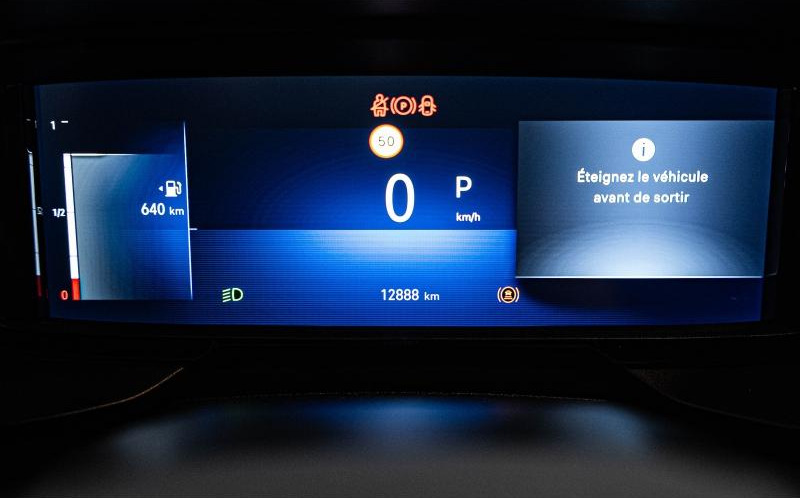 1
1/2
0
640 km
50
0
P
km/h
12888 km
i
Éteignez le véhicule
avant de sortir